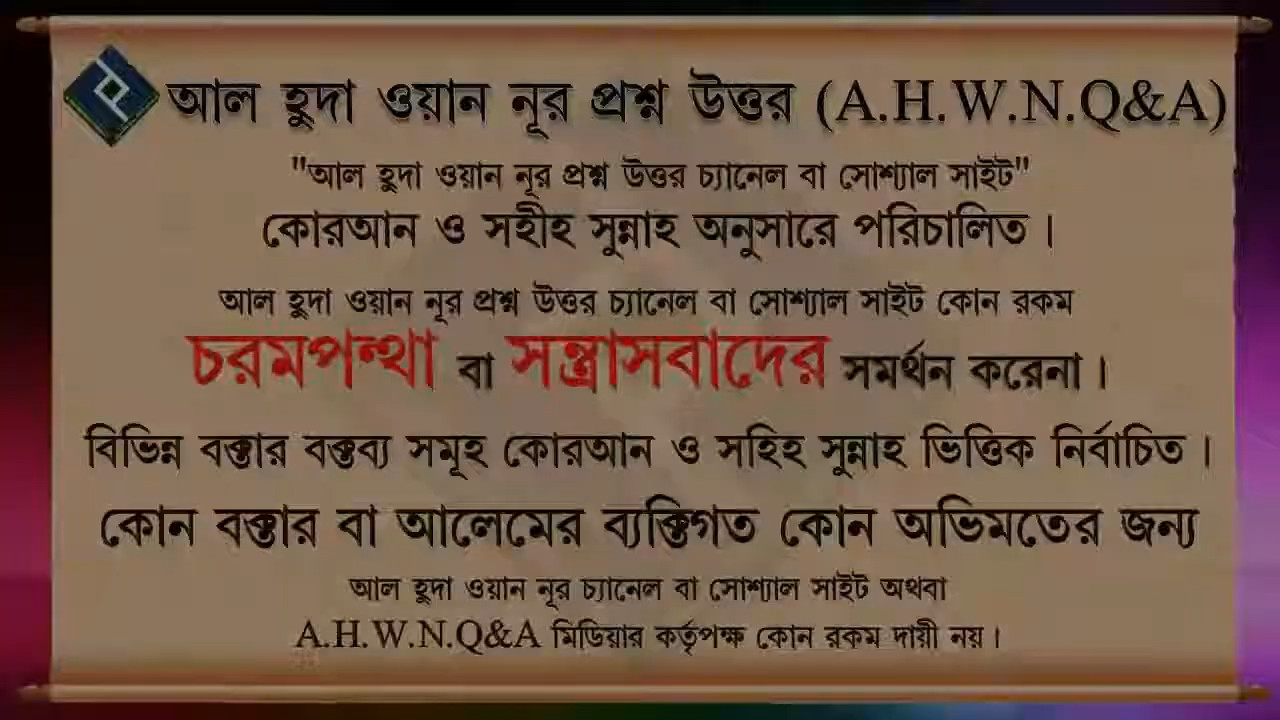 আল হুদা ওয়ান নূর প্রশ্ন উত্তর (A.H.W.N.Q&A)
"আল হুদা ওয়ান নূর প্রশ্ন উত্তর চ্যানেল বা সোশ্যাল সাইট"
কোরআন ও সহীহ সুন্নাহ অনুসারে পরিচালিত।
আল হুদা ওয়ান নূর প্রশ্ন উত্তর চ্যানেল বা সোশ্যাল সাইট কোন রকম
চরমপন্থা বা সন্ত্রাসবাদের সমর্থন করেনা।
বিভিন্ন বক্তার বক্তব্য সমূহ কোরআন ও সহিহ সুন্নাহ ভিত্তিক নির্বাচিত।
কোন বক্তার বা আলেমের ব্যক্তিগত কোন অভিমতের জন্য
আল হুদা ওয়ান নূর চ্যানেল বা সোশ্যাল সাইট অথবা
A.H.W.N.Q&A মিডিয়ার কর্তৃপক্ষ কোন রকম দায়ী নয়।